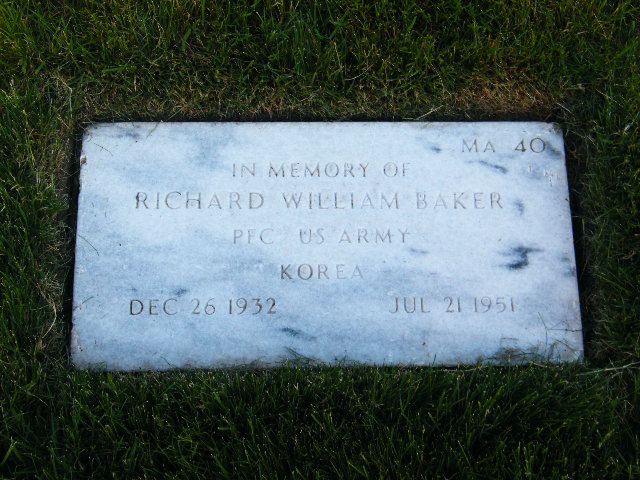 MA 40
IN MEMORY OF
RICHARD WILLIAM BAKER
PFC US ARMY
KOREA
DEC 26 1932 JUL 21 1951